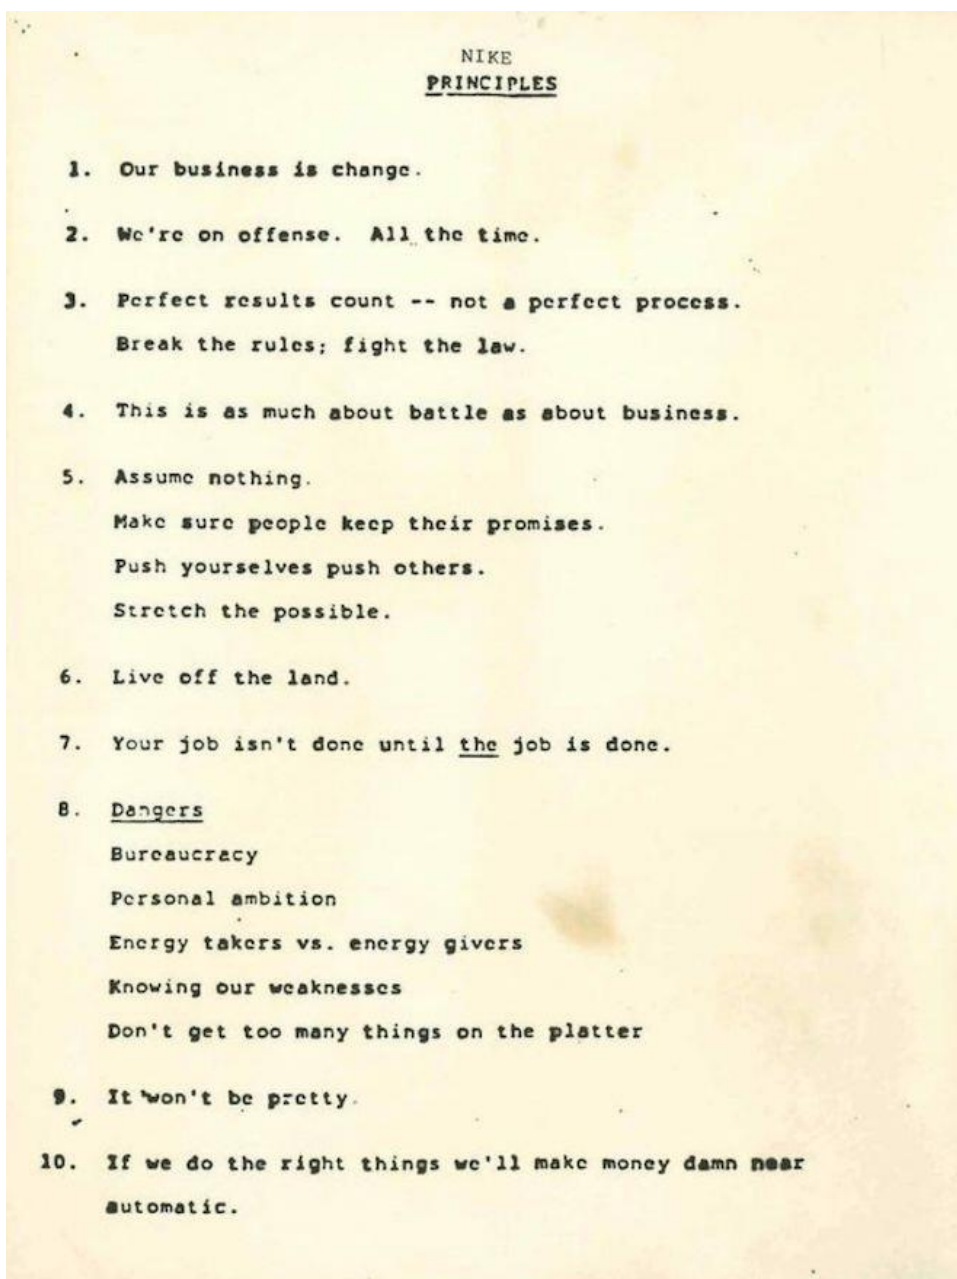 NIKE
PRINCIPLES
1. Our business is change.
2. We're on offense. All the time.
3. Perfect results count -- not a perfect process.
Break the rules; fight the law.
4. This is as much about battle as about business.
5. Assume nothing.
Make sure people keep their promises.
Push yourselves push others.
Stretch the possible.
6. Live off the land.
7. Your job isn't done until the job is done.
8. Dangers
Bureaucracy
Personal ambition
Energy takers vs. energy givers
Knowing our weaknesses
Don't get too many things on the platter
9. It won't be pretty.
10. If we do the right things we'll make money damn near
automatic.